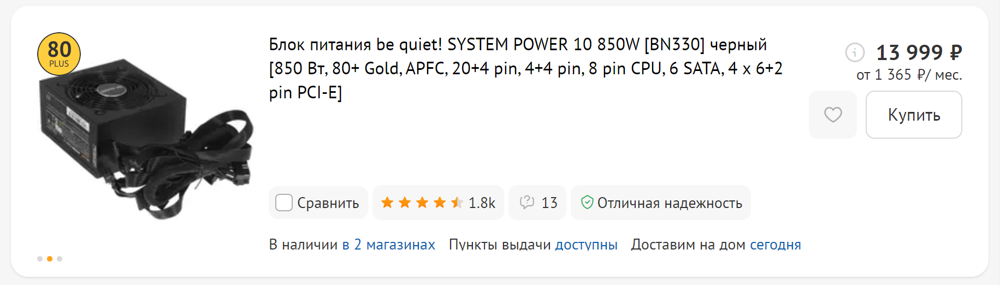 80
PLUS
Блок питания be quiet! SYSTEM POWER 10 850W [BN330] черный
[850 Вт, 80+ Gold, APFC, 20+4 pin, 4+4 pin, 8 pin CPU, 6 SATA, 4 x 6+2
pin PCI-E]
13 999 ₽
от 1 365 ₽/ мес.
Купить
Сравнить
1.8k
13
Отличная надежность
В наличии в 2 магазинах Пункты выдачи доступны Доставим на дом сегодня